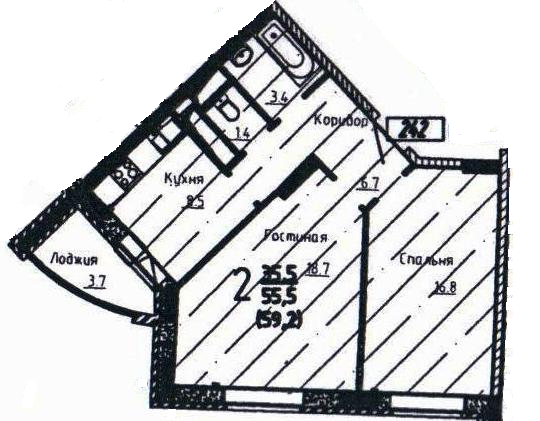 3.4
1.4
Коридор
242
Кухня
8.5
6.7
Гостиная
18.7
Лоджия
3.7
Спальня
16.8
2
35.5
55,5
(59,2)